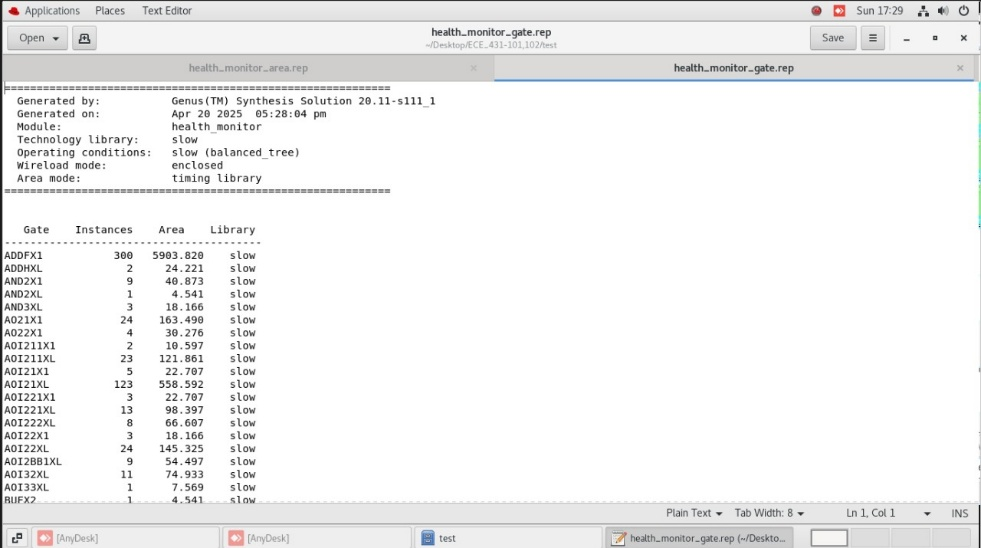 Applications Places Text Editor Sun 17:29
Open health_monitor_gate.rep Save
~/Desktop/ECE_431-101,102/test
health_monitor_area.rep × health_monitor_gate.rep ×
============================================================
Generated by: Genus(TM) Synthesis Solution 20.11-s111_1
Generated on: Apr 20 2025 05:28:04 pm
Module: health_monitor
Technology library: slow
Operating conditions: slow (balanced_tree)
Wireload mode: enclosed
Area mode: timing library
============================================================
Gate Instances Area Library
----------------------------------------
ADDFX1 300 5903.820 slow
ADDHXL 2 24.221 slow
AND2X1 9 40.873 slow
AND2XL 1 4.541 slow
AND3XL 3 18.166 slow
AO21X1 24 163.490 slow
AO22X1 4 30.276 slow
AOI211X1 2 10.597 slow
AOI211XL 23 121.861 slow
AOI21X1 5 22.707 slow
AOI21XL 123 558.592 slow
AOI221X1 3 22.707 slow
AOI221XL 13 98.397 slow
AOI222XL 8 66.607 slow
AOI22X1 3 18.166 slow
AOI22XL 24 145.325 slow
AOI2BB1XL 9 54.497 slow
AOI32XL 11 74.933 slow
AOI33XL 1 7.569 slow
BUFX2 1 4.541 slow
Plain Text Tab Width: 8 Ln 1, Col 1 INS
[AnyDesk] [AnyDesk] test health_monitor_gate.rep (~/Deskto...